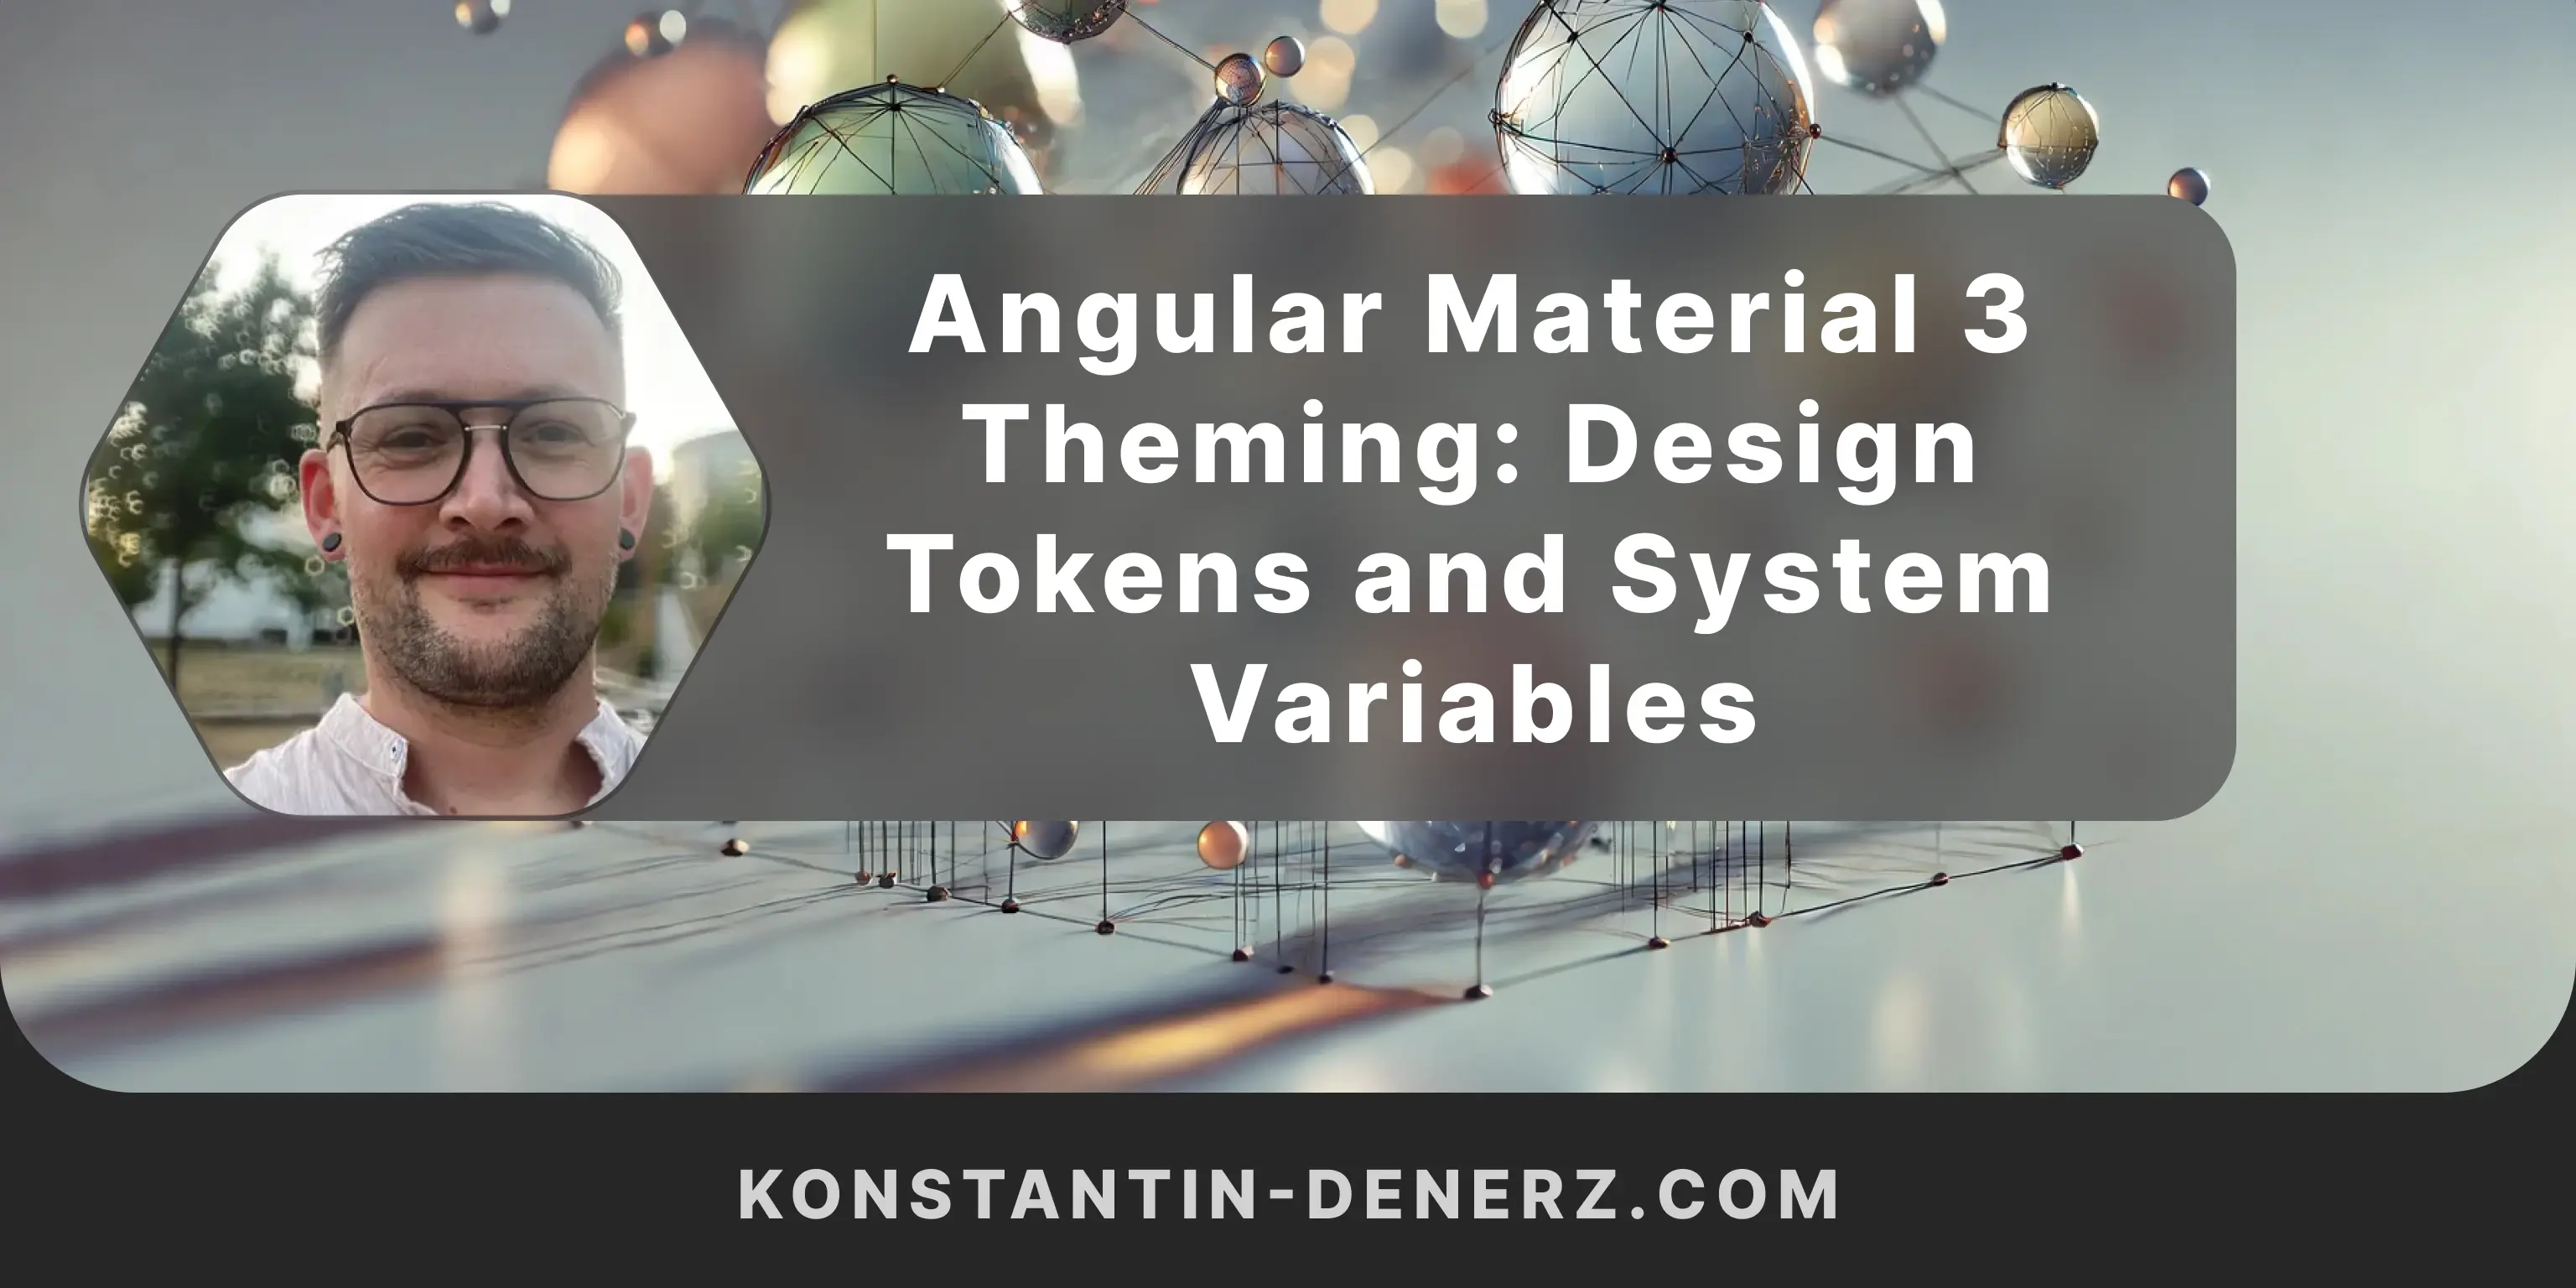 Angular Material 3
Theming: Design
Tokens and System
Variables
KONSTANTIN-DENERZ.COM